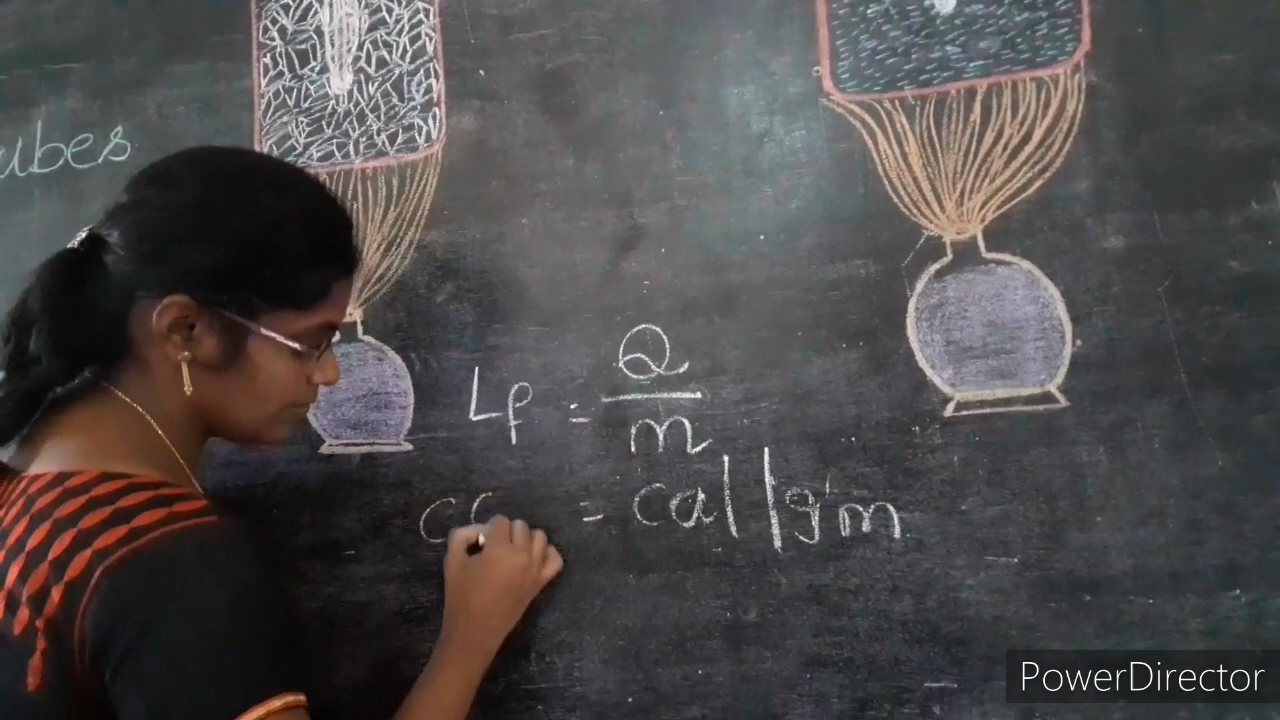 ubes
Lf = Q/m
= cal/gm
PowerDirector